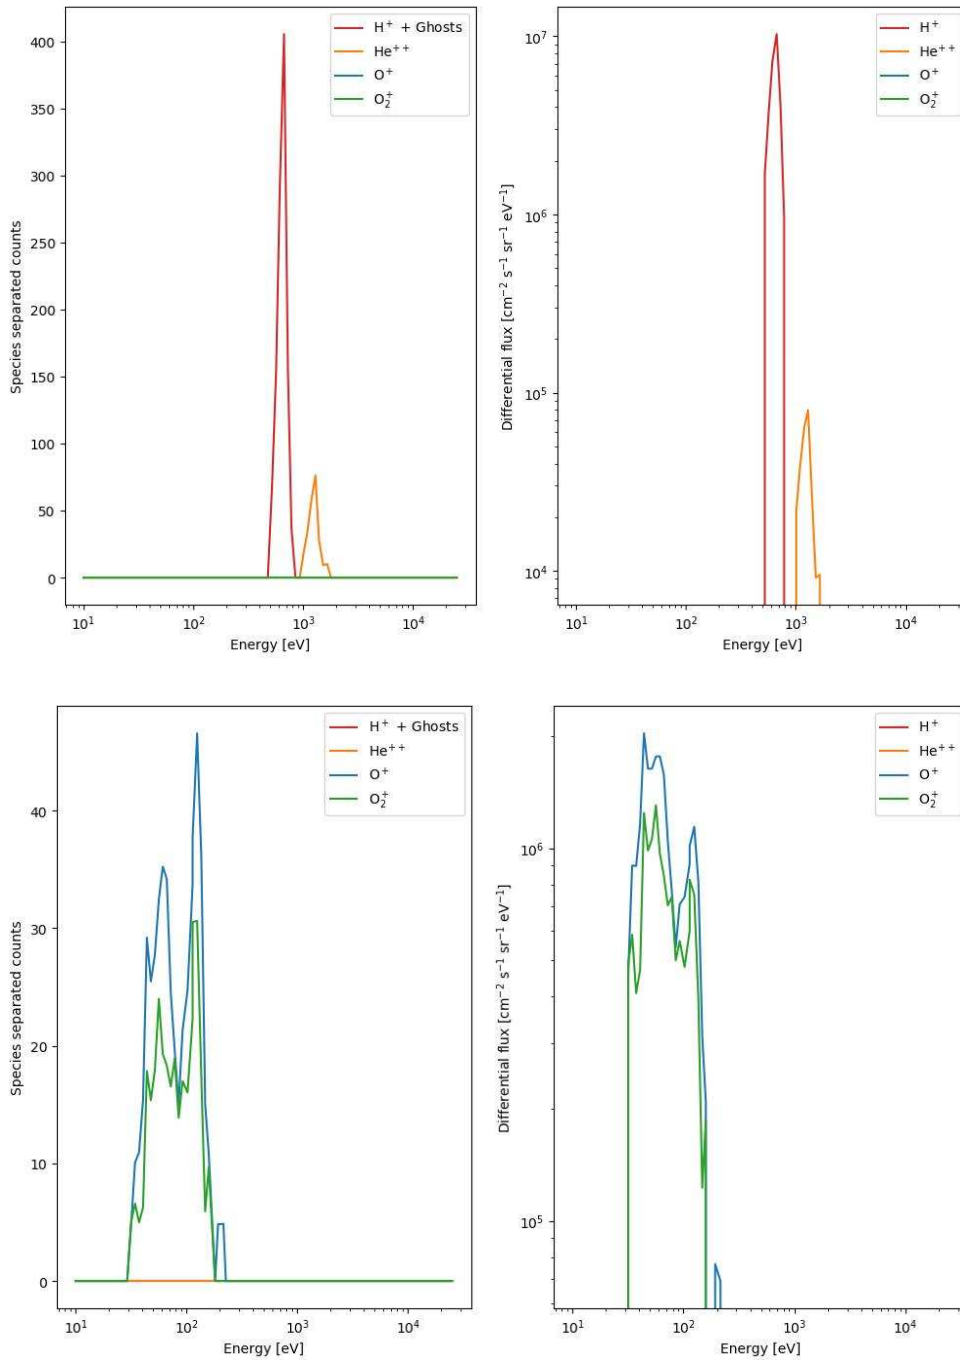 400
350
300
250
200
150
100
50
0
Species separated counts
H⁺ + Ghosts
He⁺⁺
O⁺
O₂⁺
10¹ 10² 10³ 10⁴
Energy [eV]
10⁷
10⁶
10⁵
10⁴
Differential flux [cm⁻² s⁻¹ sr⁻¹ eV⁻¹]
H⁺
He⁺⁺
O⁺
O₂⁺
10¹ 10² 10³ 10⁴
Energy [eV]
40
30
20
10
0
Species separated counts
H⁺ + Ghosts
He⁺⁺
O⁺
O₂⁺
10¹ 10² 10³ 10⁴
Energy [eV]
10⁶
10⁵
Differential flux [cm⁻² s⁻¹ sr⁻¹ eV⁻¹]
H⁺
He⁺⁺
O⁺
O₂⁺
10¹ 10² 10³ 10⁴
Energy [eV]